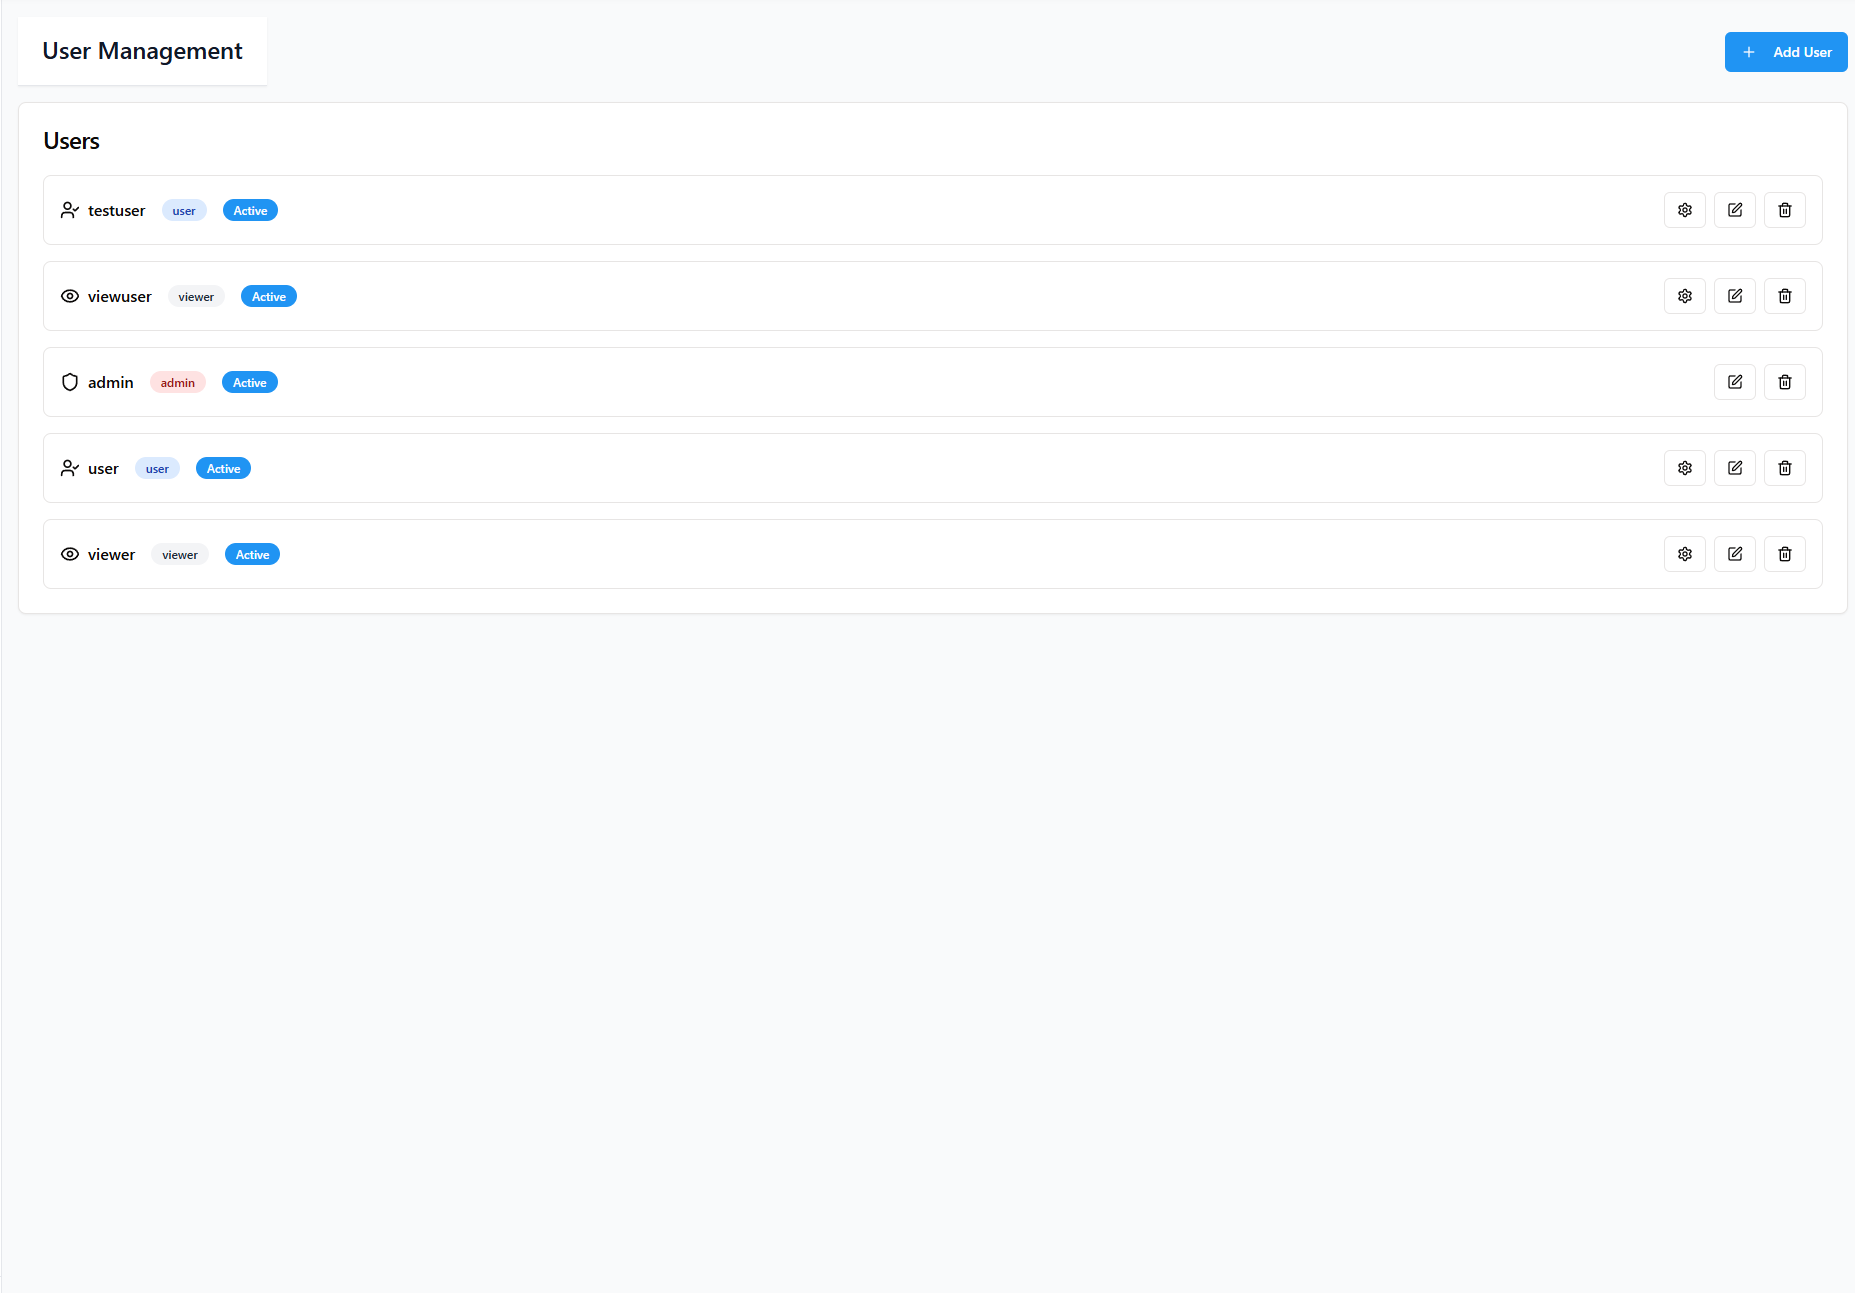 User Management
Add User
Users
testuser user Active
viewuser viewer Active
admin admin Active
user user Active
viewer viewer Active